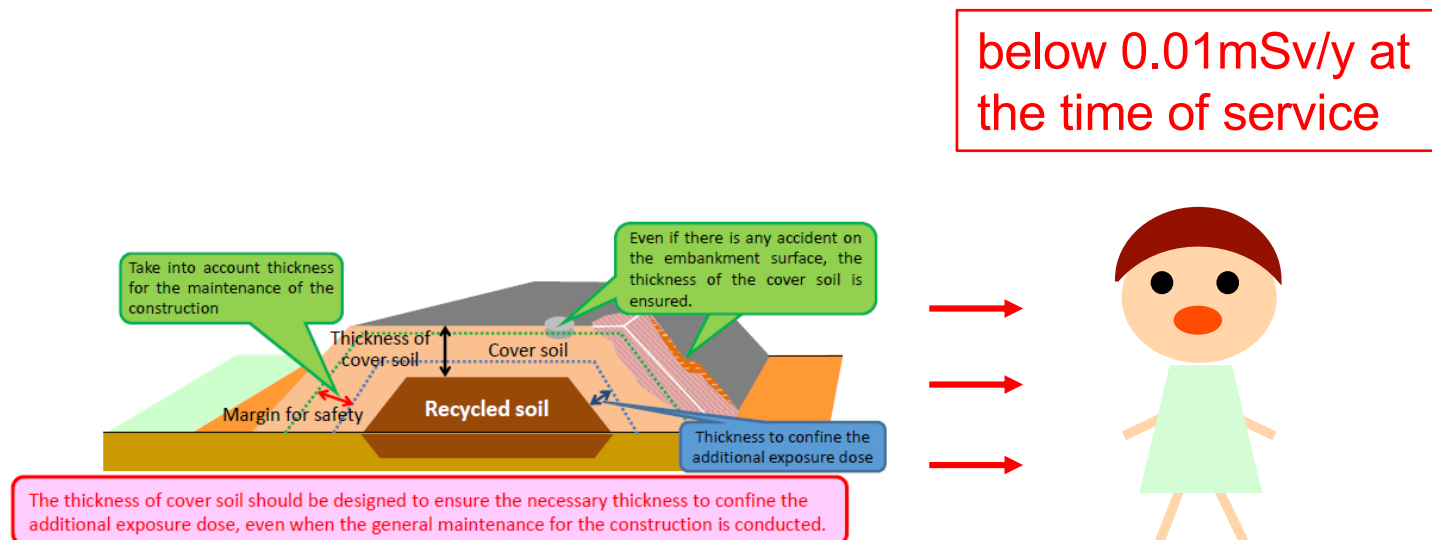 below 0.01mSv/y at
the time of service
Even if there is any accident on
the embankment surface, the
thickness of the cover soil is
ensured.
Take into account thickness
for the maintenance of the
construction
Thickness of
cover soil
Cover soil
Margin for safety
Recycled soil
Thickness to confine the
additional exposure dose
The thickness of cover soil should be designed to ensure the necessary thickness to confine the
additional exposure dose, even when the general maintenance for the construction is conducted.